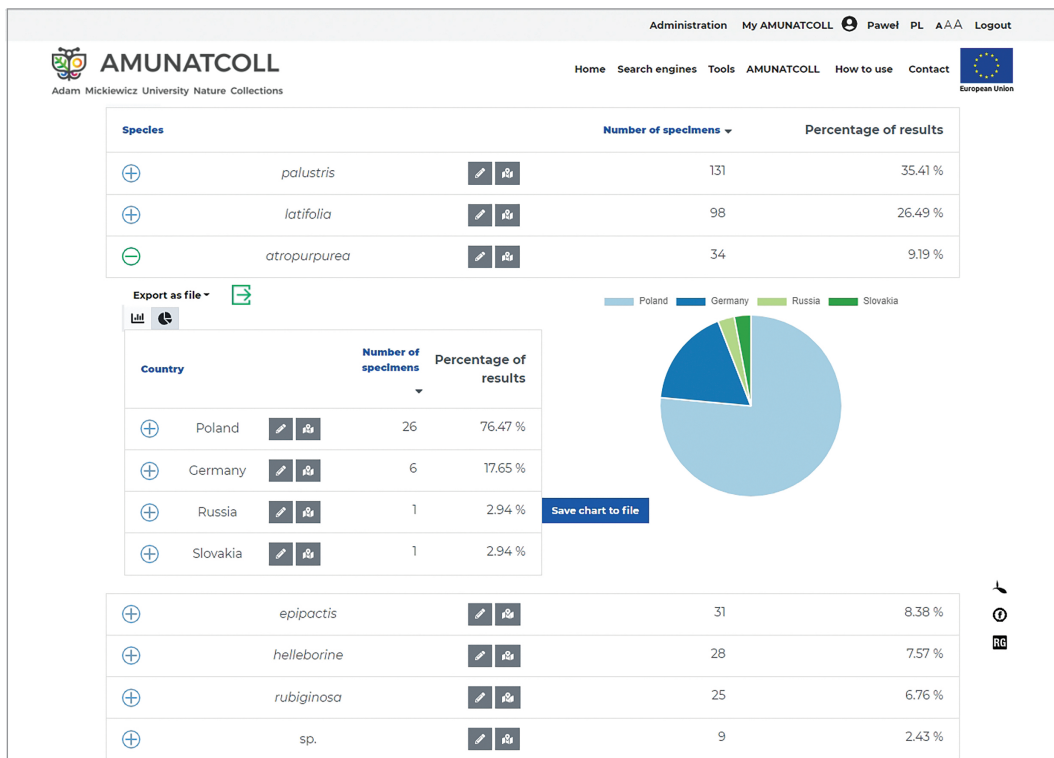 Administration My AMUNATCOLL Paweł PL AAA Logout
AMUNATCOLL
Adam Mickiewicz University Nature Collections
Home Search engines Tools AMUNATCOLL How to use Contact
European Union
Species Number of specimens Percentage of results
palustris 131 35.41 %
latifolia 98 26.49 %
atropurpurea 34 9.19 %
Export as file
Poland Germany Russia Slovakia
Country Number of specimens Percentage of results
Poland 26 76.47 %
Germany 6 17.65 %
Russia 1 2.94 %
Save chart to file
Slovakia 1 2.94 %
epipactis 31 8.38 %
helleborine 28 7.57 %
RG
rubiginosa 25 6.76 %
sp. 9 2.43 %